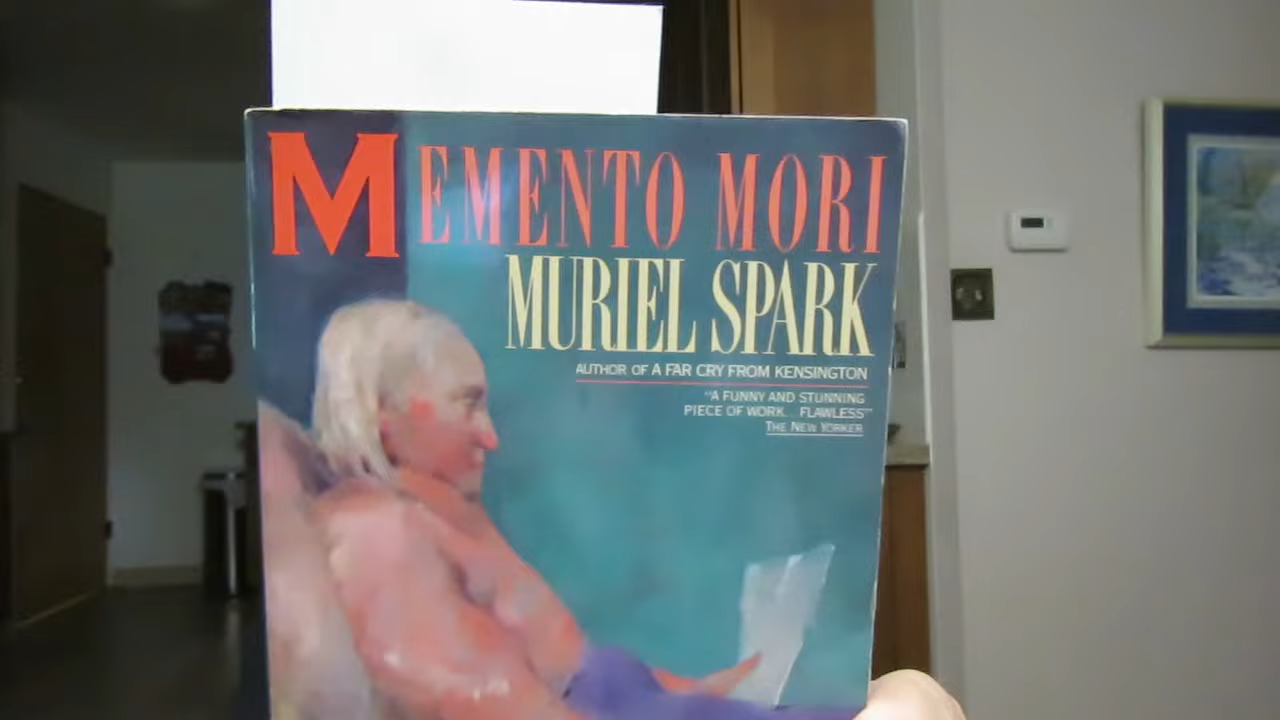 MEMENTO MORI
MURIEL SPARK
AUTHOR OF A FAR CRY FROM KENSINGTON
"A FUNNY AND STUNNING
PIECE OF WORK... FLAWLESS"
THE NEW YORKER